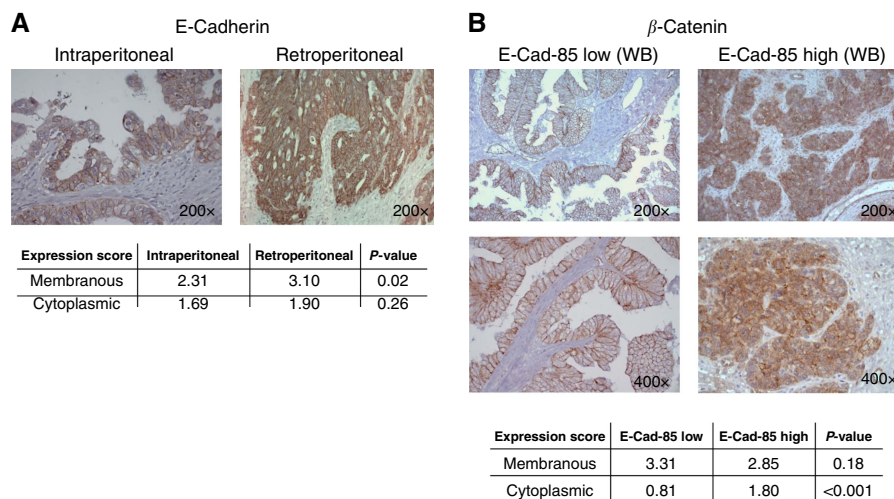 A
E-Cadherin
Intraperitoneal Retroperitoneal
200× 200×
Expression score Intraperitoneal Retroperitoneal P-value
Membranous 2.31 3.10 0.02
Cytoplasmic 1.69 1.90 0.26
B
β-Catenin
E-Cad-85 low (WB) E-Cad-85 high (WB)
200× 200×
400× 400×
Expression score E-Cad-85 low E-Cad-85 high P-value
Membranous 3.31 2.85 0.18
Cytoplasmic 0.81 1.80 <0.001